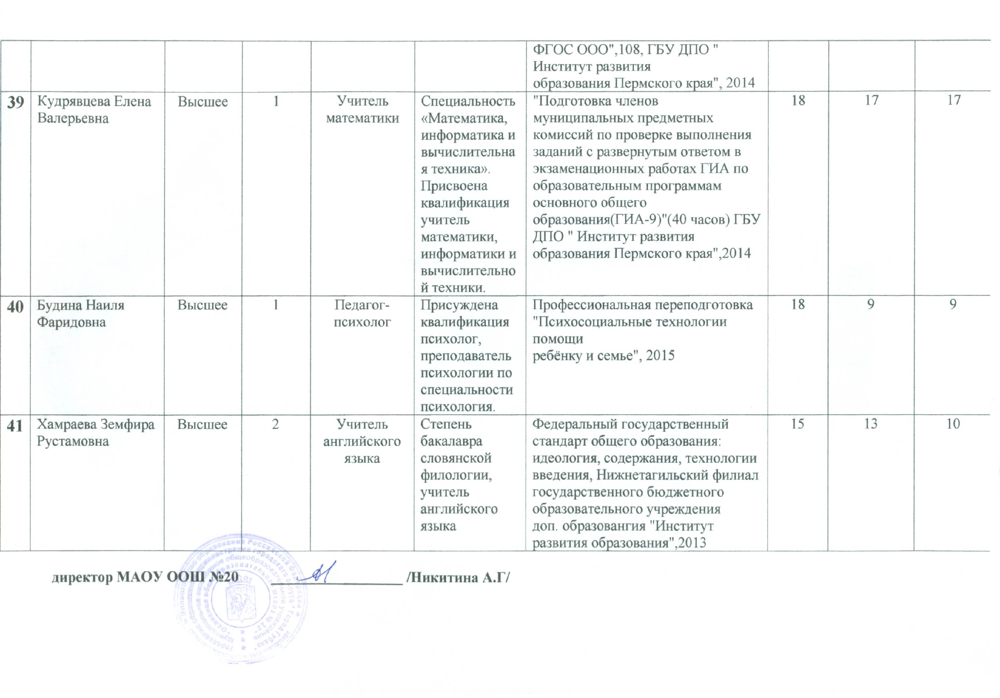 ФГОС ООО",108, ГБУ ДПО "
Институт развития
образования Пермского края", 2014
39
Кудрявцева Елена
Валерьевна
Высшее
1
Учитель
математики
Специальность
«Математика,
информатика и
вычислительна
я техника».
Присвоена
квалификация
учитель
математики,
информатики и
вычислительно
й техники.
"Подготовка членов
муниципальных предметных
комиссий по проверке выполнения
заданий с развернутым ответом в
экзаменационных работах ГИА по
образовательным программам
основного общего
образования(ГИА-9)"(40 часов) ГБУ
ДПО " Институт развития
образования Пермского края",2014
18
17
17
40
Будина Наиля
Фаридовна
Высшее
1
Педагог-
психолог
Присуждена
квалификация
психолог,
преподаватель
психологии по
специальности
психология.
Профессиональная переподготовка
"Психосоциальные технологии
помощи
ребёнку и семье", 2015
18
9
9
41
Хамраева Земфира
Рустамовна
Высшее
2
Учитель
английского
языка
Степень
бакалавра
словянской
филологии,
учитель
английского
языка
Федеральный государственный
стандарт общего образования:
идеология, содержания, технологии
введения, Нижнетагильский филиал
государственного бюджетного
образовательного учреждения
доп. образовангия "Институт
развития образования",2013
15
13
10
директор МАОУ ООШ №20 /Никитина А.Г/